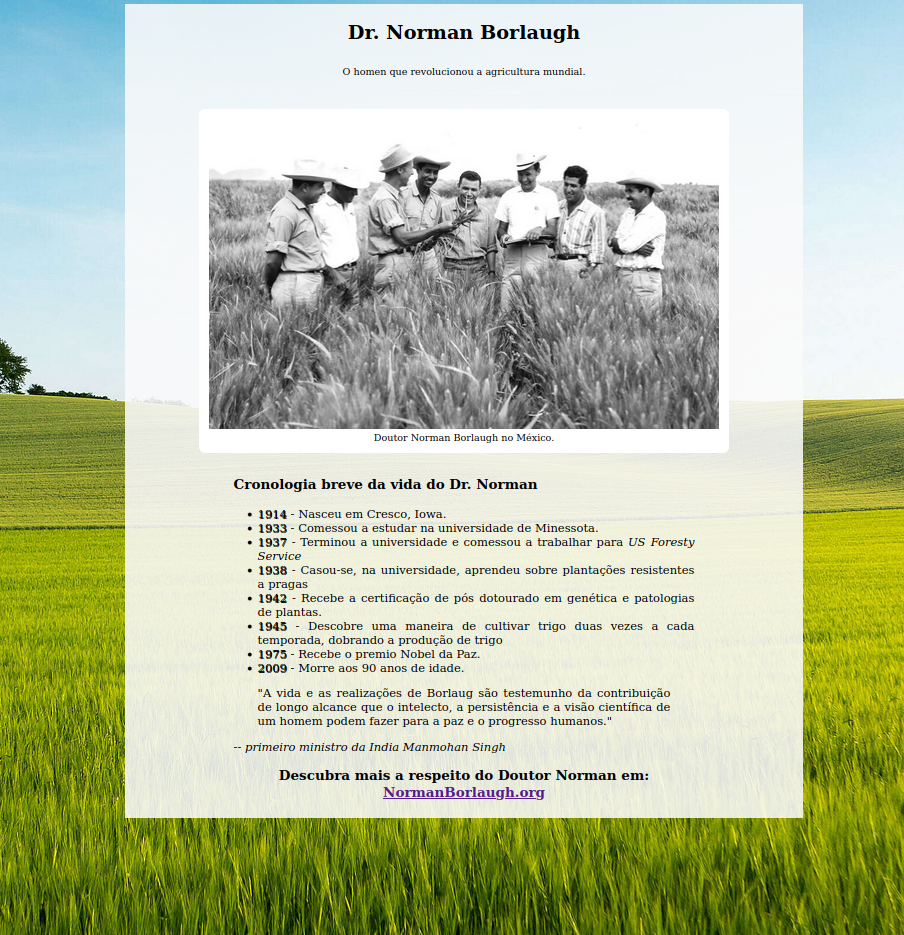 Dr. Norman Borlaugh
O homen que revolucionou a agricultura mundial.
Doutor Norman Borlaugh no México.
Cronologia breve da vida do Dr. Norman
• 1914 - Nasceu em Cresco, Iowa.
• 1933 - Comessou a estudar na universidade de Minessota.
• 1937 - Terminou a universidade e comessou a trabalhar para US Foresty
Service
• 1938 - Casou-se, na universidade, aprendeu sobre plantações resistentes
a pragas
• 1942 - Recebe a certificação de pós dotourado em genética e patologias
de plantas.
• 1945 - Descobre uma maneira de cultivar trigo duas vezes a cada
temporada, dobrando a produção de trigo
• 1975 - Recebe o premio Nobel da Paz.
• 2009 - Morre aos 90 anos de idade.
"A vida e as realizações de Borlaug são testemunho da contribuição
de longo alcance que o intelecto, a persistência e a visão científica de
um homem podem fazer para a paz e o progresso humanos."
-- primeiro ministro da India Manmohan Singh
Descubra mais a respeito do Doutor Norman em:
NormanBorlaugh.org